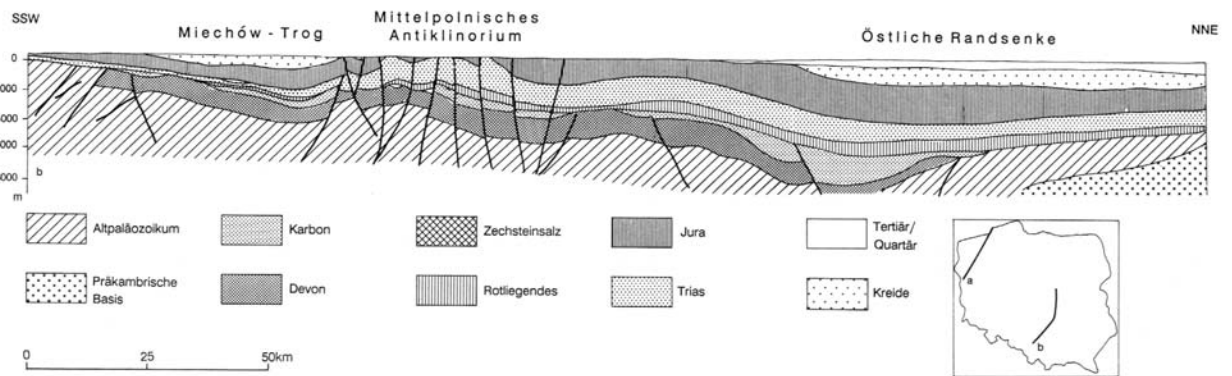 SSW
Miechów - Trog
Mittelpolnisches
Antiklinorium
Östliche Randsenke
NNE
0
b
m
Altpaläozoikum
Karbon
Zechsteinsalz
Jura
Tertiär/
Quartär
Präkambrische
Basis
Devon
Rotliegendes
Trias
Kreide
a
b
0
25
50km